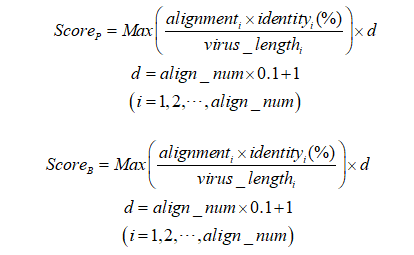 Score_P = Max(alignment_i × identity_i(%) / virus_length_i) × d
d = align_num×0.1+1
(i=1,2,⋯,align_num)
Score_B = Max(alignment_i × identity_i(%) / virus_length_i) × d
d = align_num×0.1+1
(i=1,2,⋯,align_num)